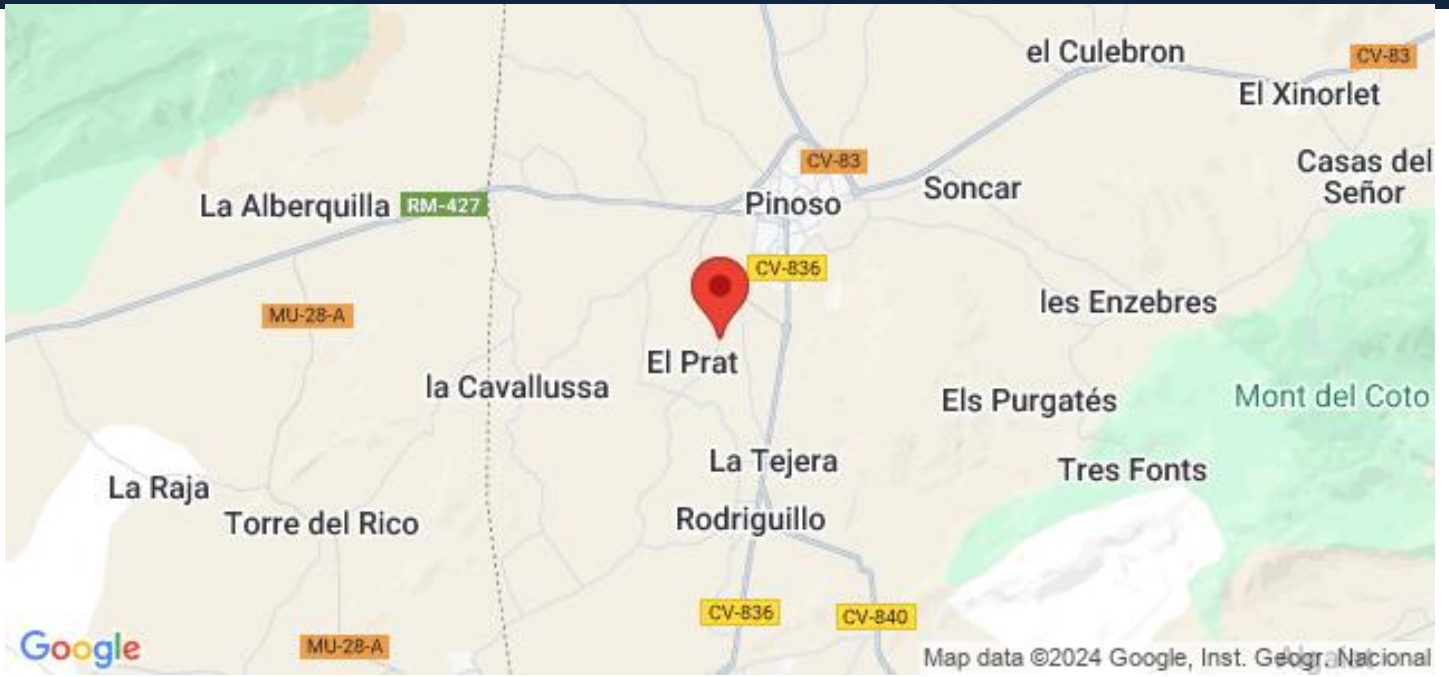 el Culebron
CV-83
El Xinorlet
CV-83
Casas del
Señor
La Alberquilla
RM-427
Pinoso
Soncar
CV-836
les Enzebres
MU-28-A
El Prat
la Cavallussa
Els Purgatés
Mont del Coto
La Tejera
Tres Fonts
La Raja
Torre del Rico
Rodriguillo
CV-836
CV-840
Google
MU-28-A
Map data ©2024 Google, Inst. Geogr. Nacional